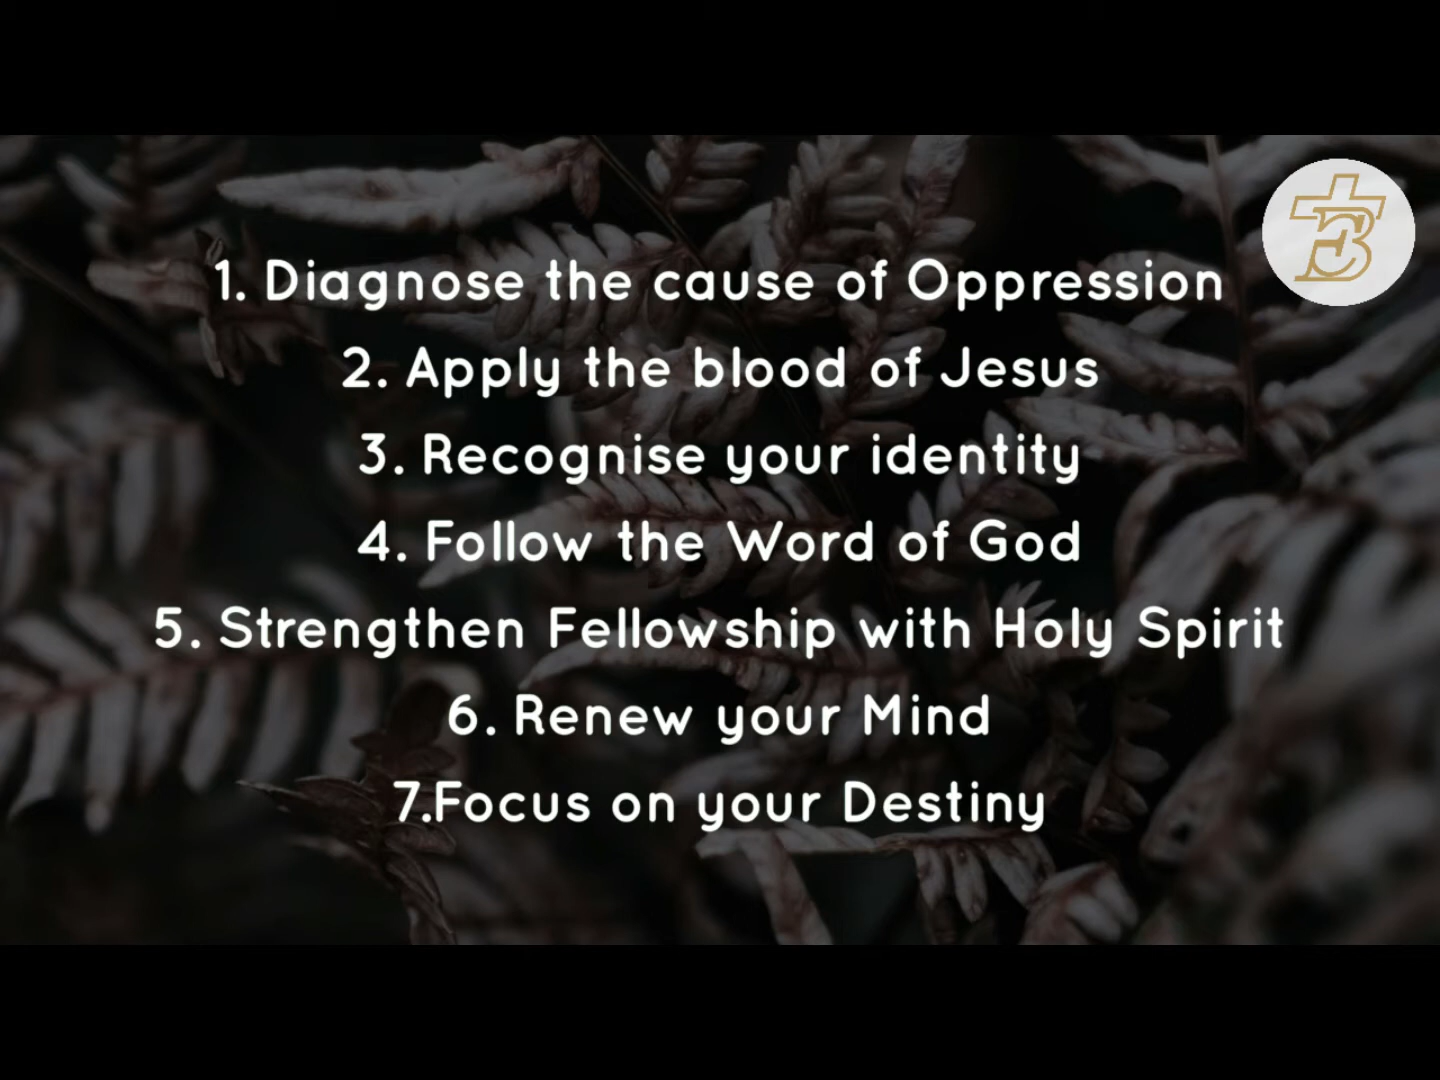 1. Diagnose the cause of Oppression
2. Apply the blood of Jesus
3. Recognise your identity
4. Follow the Word of God
5. Strengthen Fellowship with Holy Spirit
6. Renew your Mind
7.Focus on your Destiny